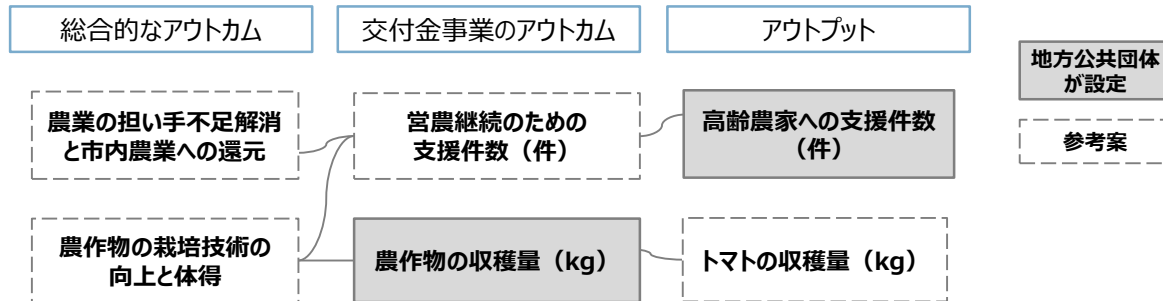 総合的なアウトカム
交付金事業のアウトカム
アウトプット
地方公共団体
が設定
参考案
農業の担い手不足解消
と市内農業への還元
営農継続のための
支援件数（件）
高齢農家への支援件数
（件）
農作物の栽培技術の
向上と体得
農作物の収穫量（kg）
トマトの収穫量（kg）